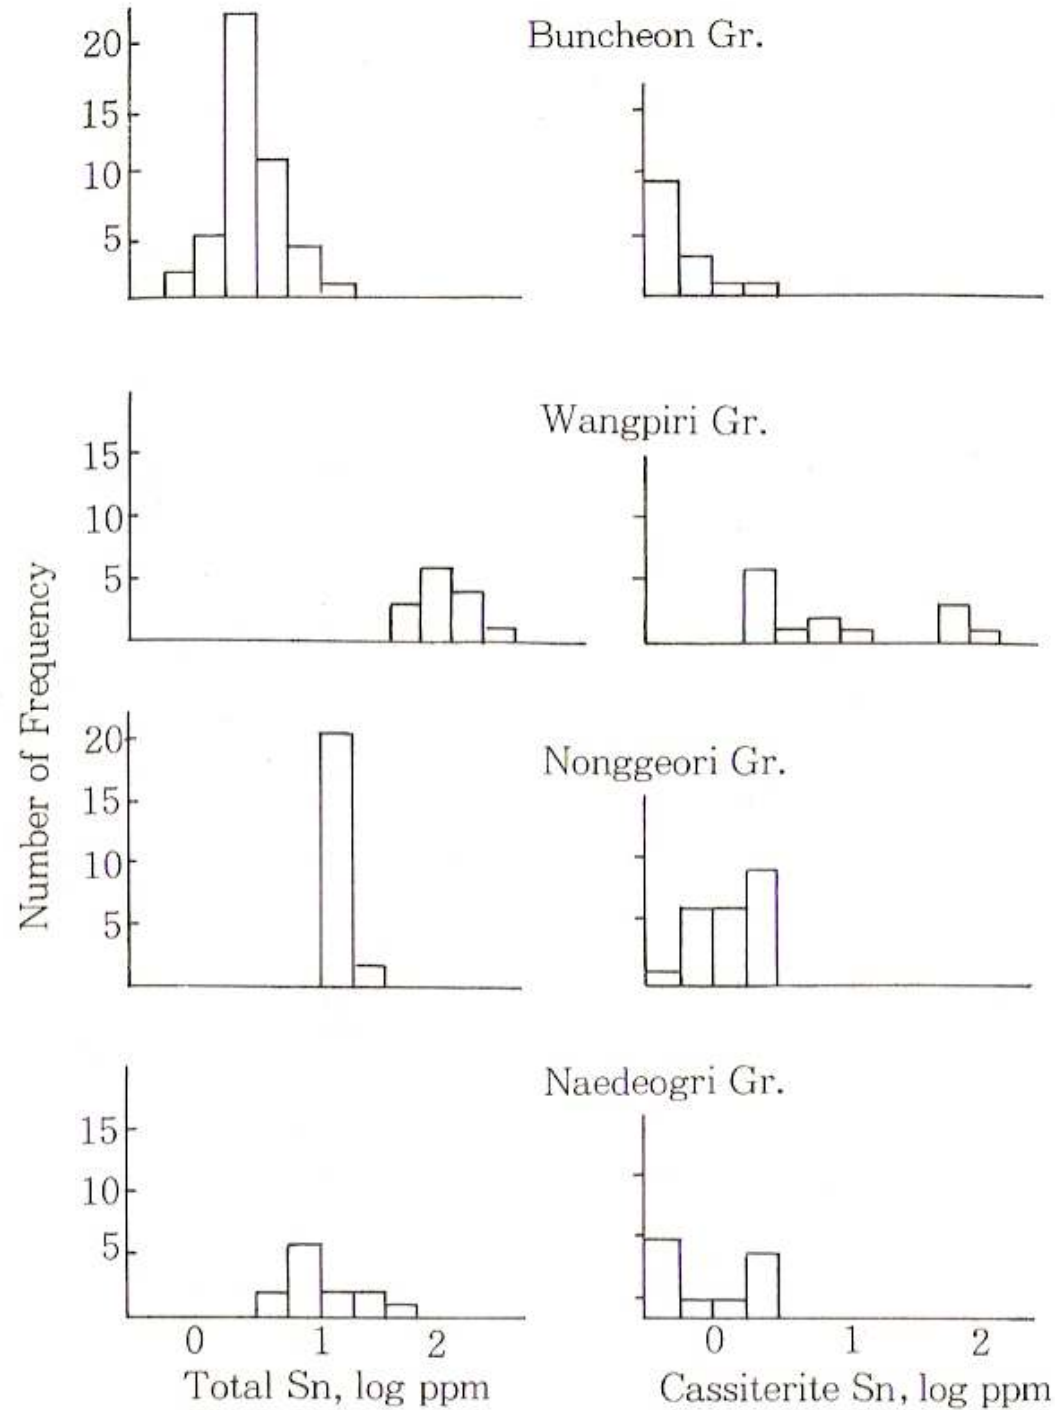 Buncheon Gr.
20
15
10
5
Wangpiri Gr.
15
10
5
Number of Frequency
Nonggeori Gr.
20
15
10
5
Naedeogri Gr.
15
10
5
0 1 2
0 1 2
Total Sn, log ppm
Cassiterite Sn, log ppm